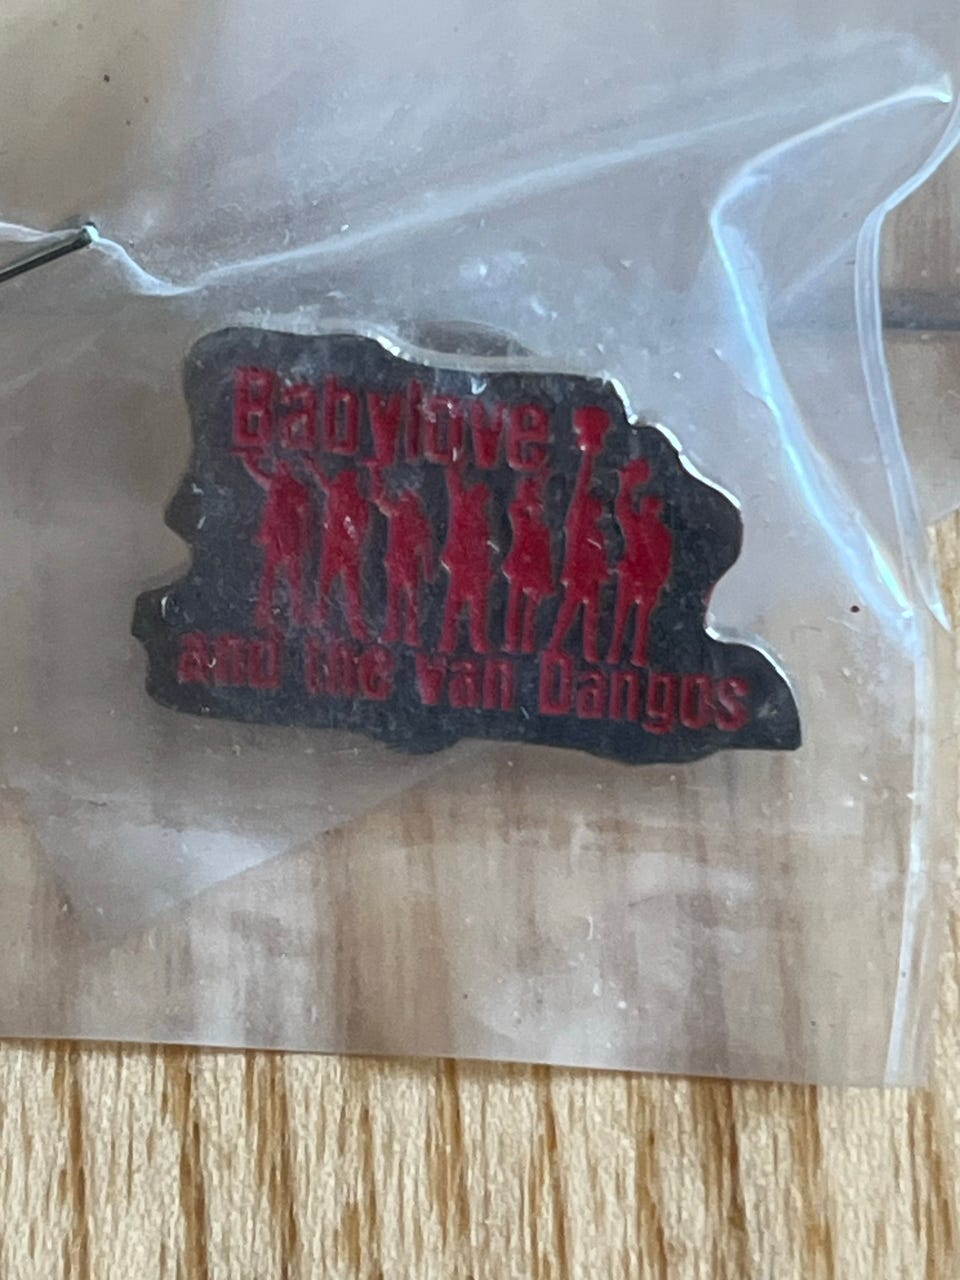 Babylove
and the van Dangos